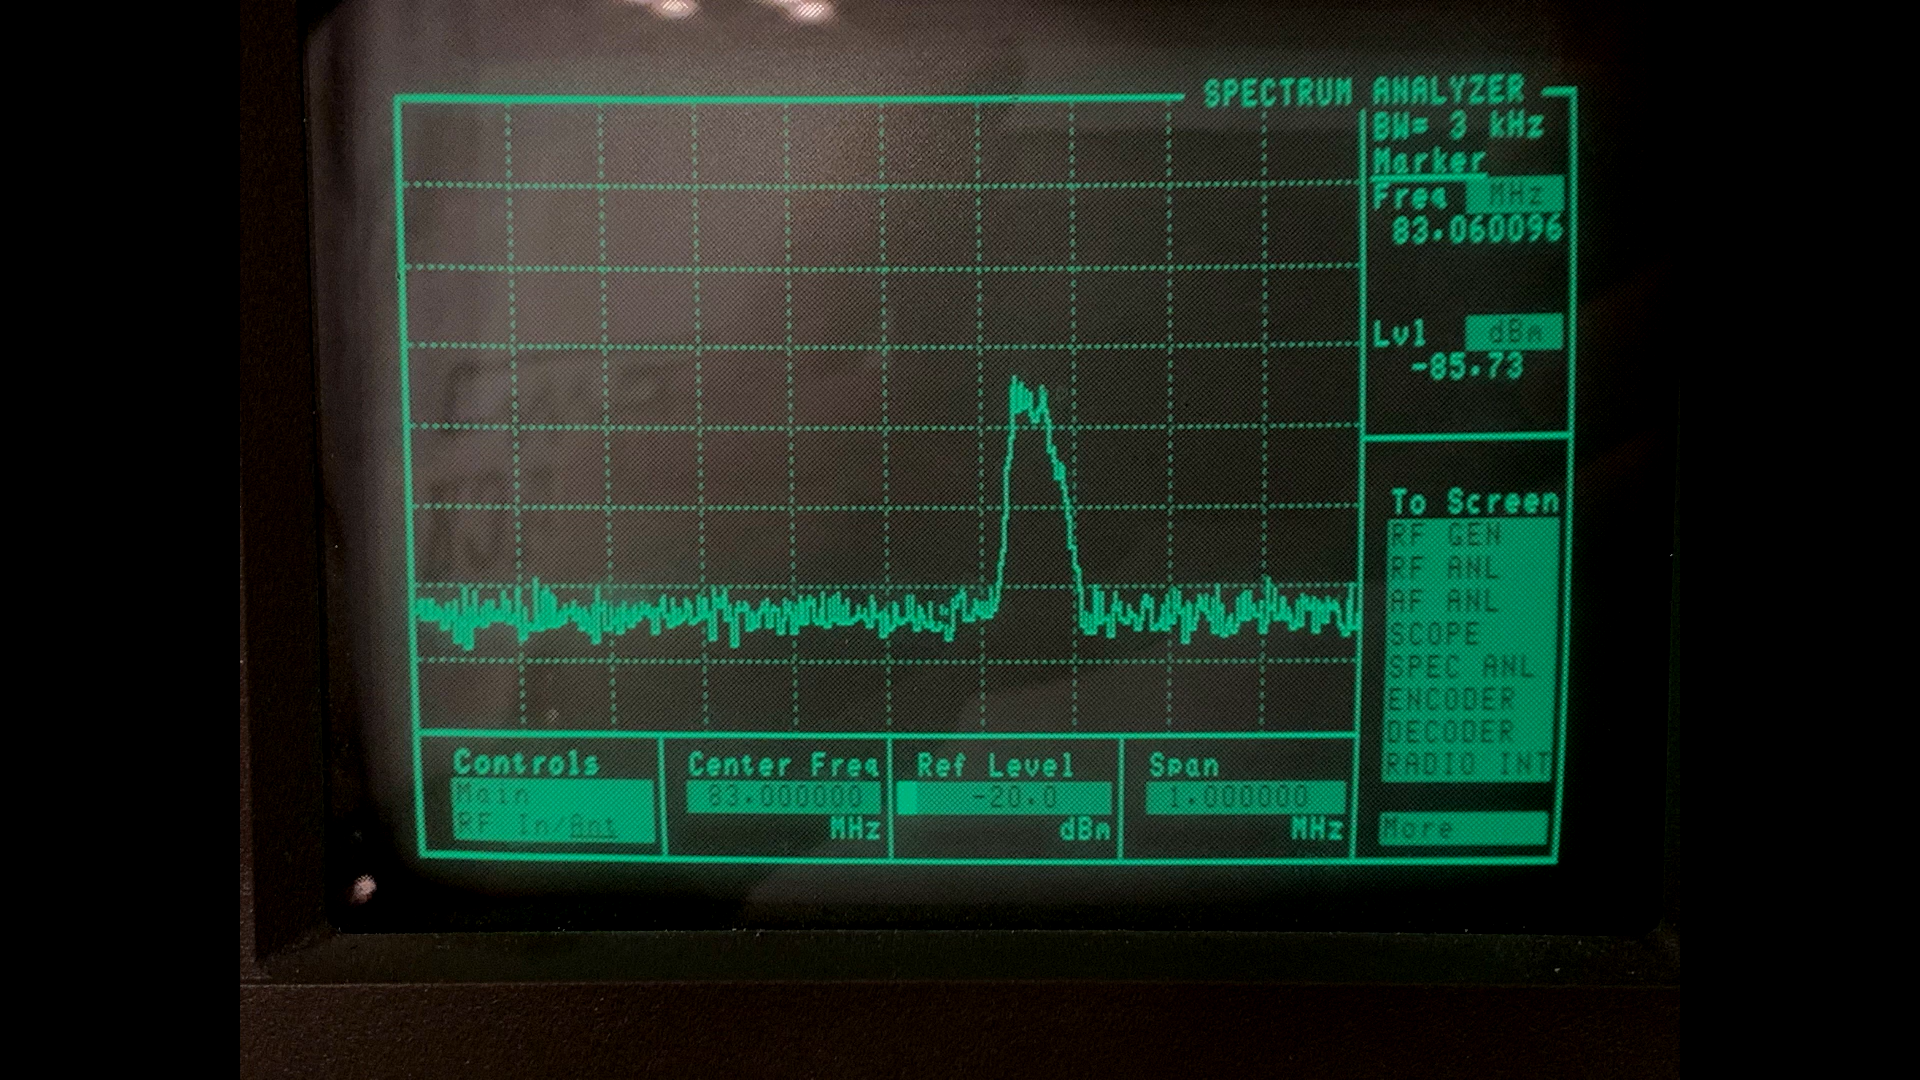 SPECTRUM ANALYZER
BW= 3 kHz
Marker
Freq MHz
83.060096
Lvl dBm
-85.73
To Screen
RF GEN
RF ANL
AF ANL
SCOPE
SPEC ANL
ENCODER
DECODER
RADIO INT
More
Controls
Main
RF In/Ant
Center Freq
83.000000
MHz
Ref Level
-20.0
dBm
Span
1.000000
MHz